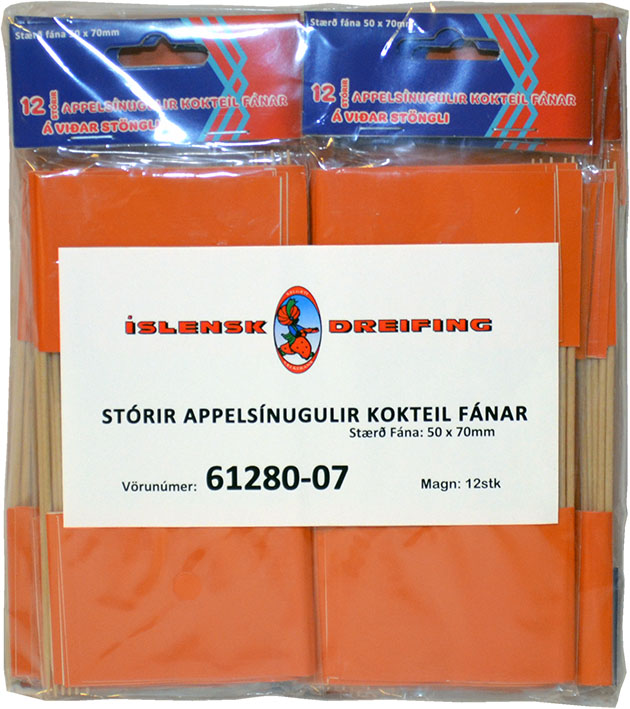 Stærð fána 50 x 70mm
12 STÓRIR APPELSÍNUGULIR KOKTEIL FÁNAR
Á VIÐAR STÖNGLI
Stærð fána 50 x 70mm
12 STÓRIR APPELSÍNUGULIR KOKTEIL FÁNAR
Á VIÐAR STÖNGLI
ÍSLENSK DREIFING
STÓRIR APPELSÍNUGULIR KOKTEIL FÁNAR
Stærð Fána: 50 x 70mm
Vörunúmer: 61280-07
Magn: 12stk